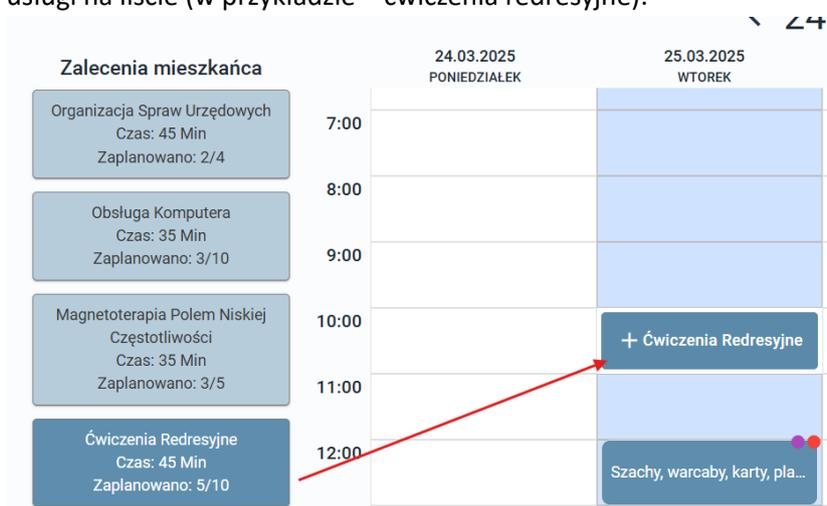 usługi na liście (w przykładzie – ćwiczenia redresyjne).
24
Zalecenia mieszkańca
24.03.2025
PONIEDZIAŁEK
25.03.2025
WTOREK
Organizacja Spraw Urzędowych
Czas: 45 Min
Zaplanowano: 2/4
Obsługa Komputera
Czas: 35 Min
Zaplanowano: 3/10
Magnetoterapia Polem Niskiej
Częstotliwości
Czas: 35 Min
Zaplanowano: 3/5
Ćwiczenia Redresyjne
Czas: 45 Min
Zaplanowano: 5/10
7:00
8:00
9:00
10:00
11:00
12:00
+ Ćwiczenia Redresyjne
Szachy, warcaby, karty, pla...